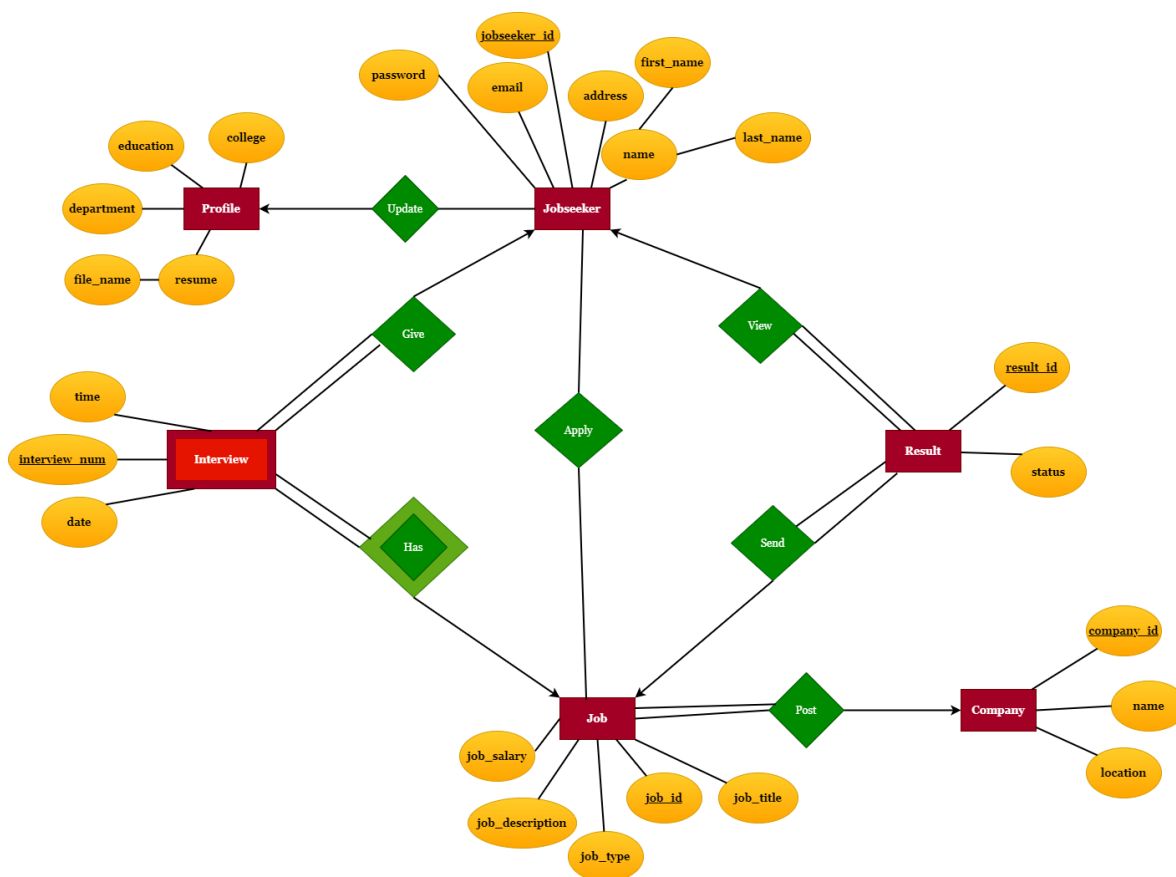 jobseeker_id
first_name
password
email
address
last_name
college
education
name
Profile
department
Update
Jobseeker
file_name
resume
Give
View
result_id
time
Apply
Interview
Result
interview_num
status
date
Has
Send
company_id
Job
Post
Company
name
job_salary
location
job_id
job_title
job_description
job_type